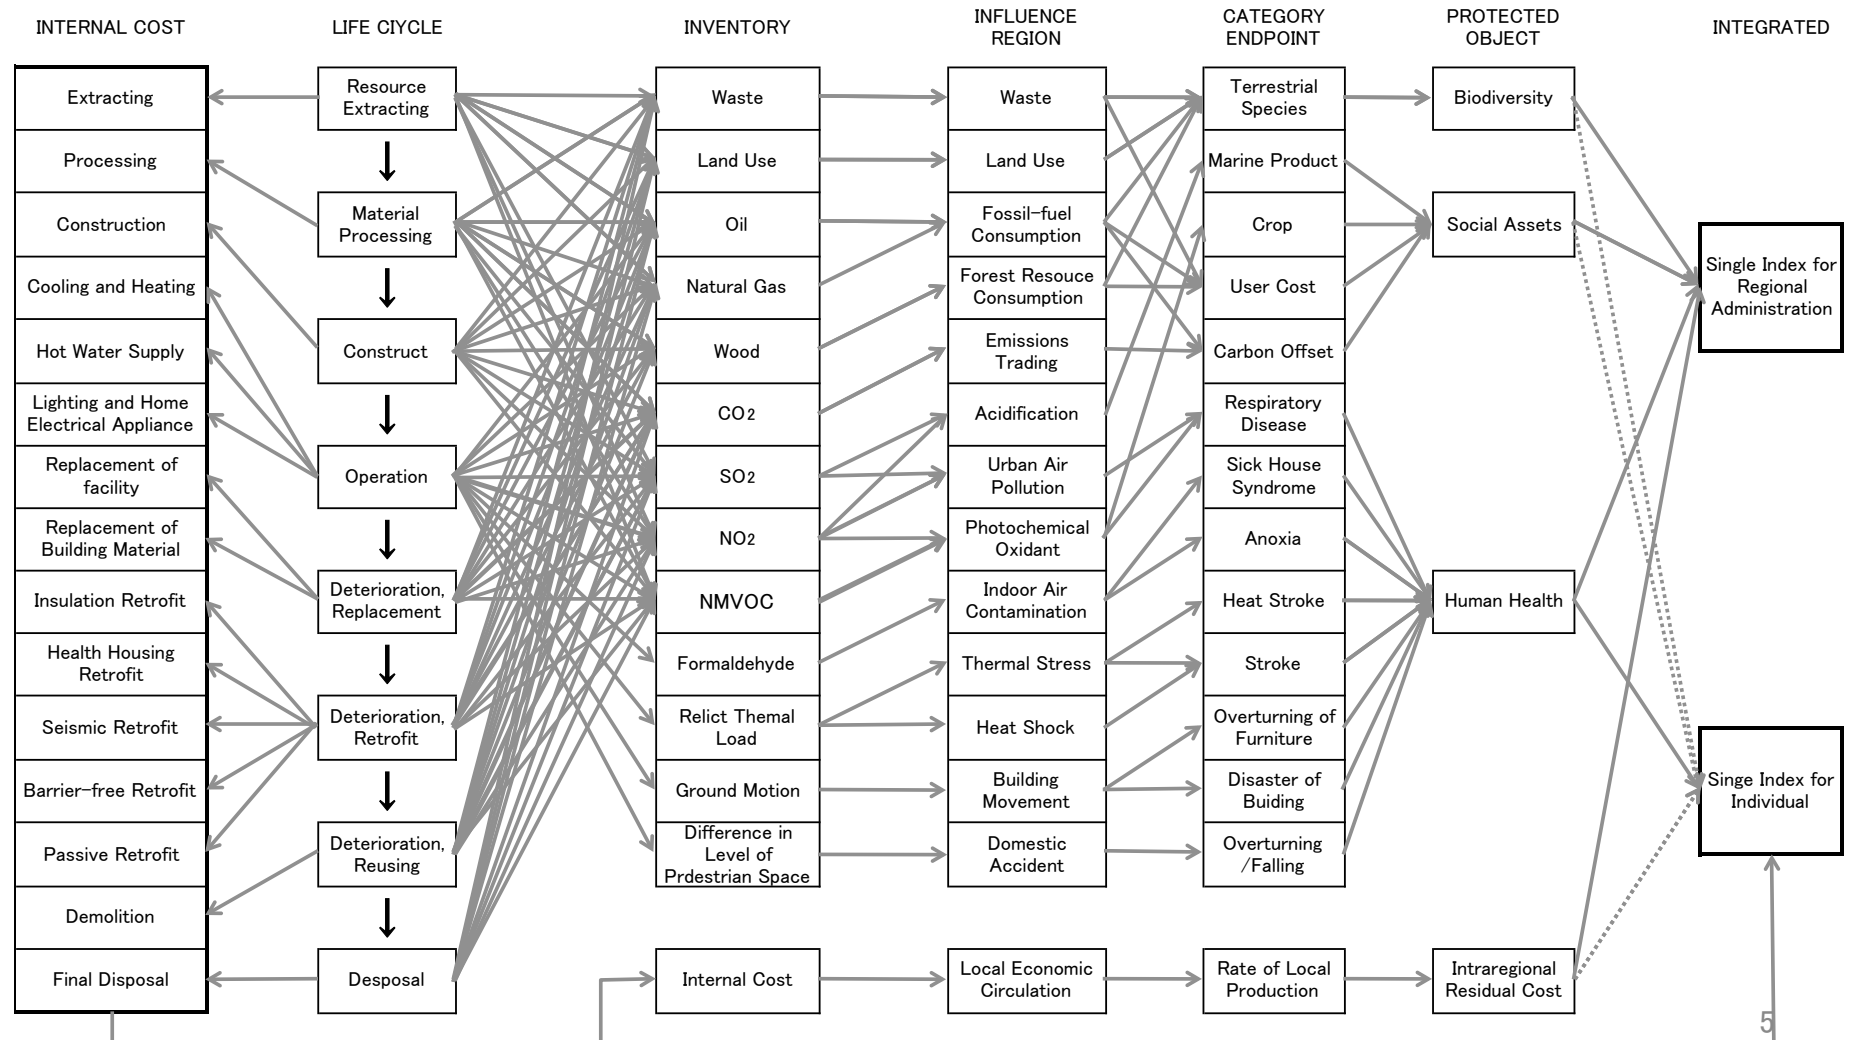 INTERNAL COST
LIFE CIYCLE
INVENTORY
INFLUENCE
REGION
CATEGORY
ENDPOINT
PROTECTED
OBJECT
INTEGRATED
Extracting
Processing
Construction
Cooling and Heating
Hot Water Supply
Lighting and Home
Electrical Appliance
Replacement of
facility
Replacement of
Building Material
Insulation Retrofit
Health Housing
Retrofit
Seismic Retrofit
Barrier-free Retrofit
Passive Retrofit
Demolition
Final Disposal
Resource
Extracting
Material
Processing
Construct
Operation
Deterioration,
Replacement
Deterioration,
Retrofit
Deterioration,
Reusing
Desposal
Waste
Land Use
Oil
Natural Gas
Wood
CO2
SO2
NO2
NMVOC
Formaldehyde
Relict Themal
Load
Ground Motion
Difference in
Level of
Prdestrian Space
Internal Cost
Waste
Land Use
Fossil-fuel
Consumption
Forest Resouce
Consumption
Emissions
Trading
Acidification
Urban Air
Pollution
Photochemical
Oxidant
Indoor Air
Contamination
Thermal Stress
Heat Shock
Building
Movement
Domestic
Accident
Local Economic
Circulation
Terrestrial
Species
Marine Product
Crop
User Cost
Carbon Offset
Respiratory
Disease
Sick House
Syndrome
Anoxia
Heat Stroke
Stroke
Overturning of
Furniture
Disaster of
Buiding
Overturning
/Falling
Rate of Local
Production
Biodiversity
Social Assets
Human Health
Intraregional
Residual Cost
Single Index for
Regional
Administration
Singe Index for
Individual
5